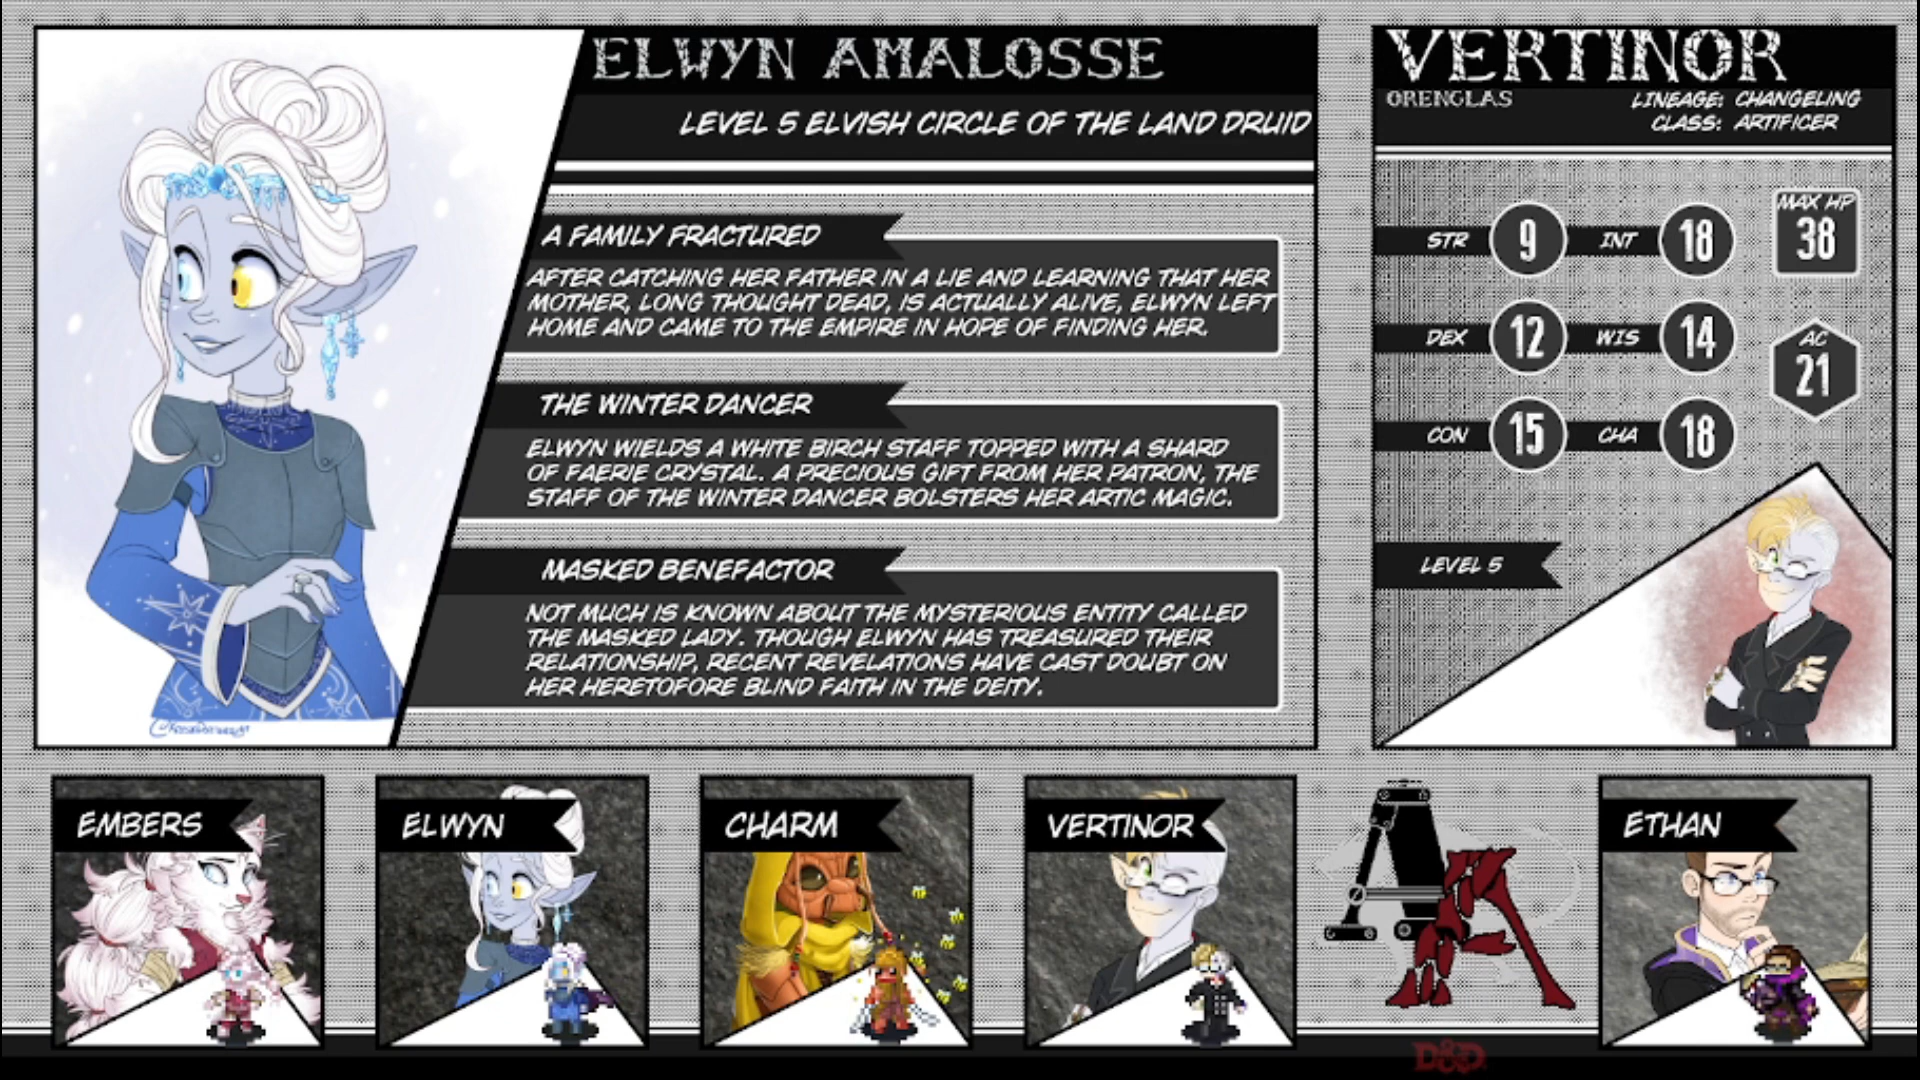 ELWYN AMALOSSE
LEVEL 5 ELVISH CIRCLE OF THE LAND DRUID
A FAMILY FRACTURED
AFTER CATCHING HER FATHER IN A LIE AND LEARNING THAT HER
MOTHER, LONG THOUGHT DEAD, IS ACTUALLY ALIVE, ELWYN LEFT
HOME AND CAME TO THE EMPIRE IN HOPE OF FINDING HER.
THE WINTER DANCER
ELWYN WIELDS A WHITE BIRCH STAFF TOPPED WITH A SHARD
OF FAERIE CRYSTAL. A PRECIOUS GIFT FROM HER PATRON, THE
STAFF OF THE WINTER DANCER BOLSTERS HER ARTIC MAGIC.
MASKED BENEFACTOR
NOT MUCH IS KNOWN ABOUT THE MYSTERIOUS ENTITY CALLED
THE MASKED LADY. THOUGH ELWYN HAS TREASURED THEIR
RELATIONSHIP, RECENT REVELATIONS HAVE CAST DOUBT ON
HER HERETOFORE BLIND FAITH IN THE DEITY.
VERTINOR
ORENGLAS
LINEAGE: CHANGELING
CLASS: ARTIFICER
STR 9 INT 18
MAX HP
38
DEX 12 WIS 14
AC
21
CON 15 CHA 18
LEVEL 5
EMBERS
ELWYN
CHARM
VERTINOR
ETHAN
D&D